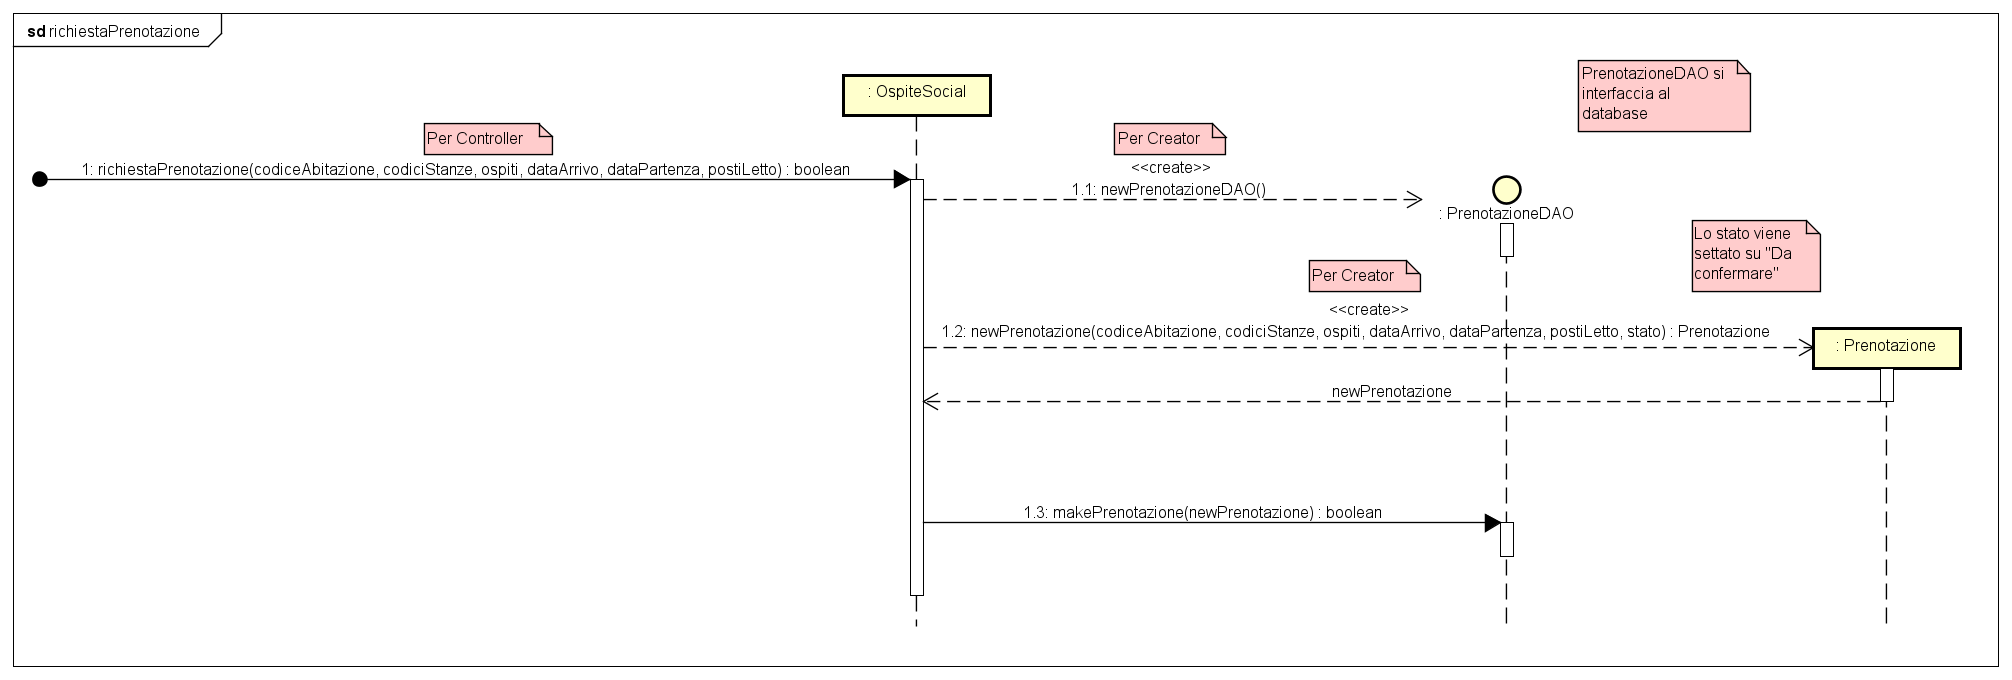 sd richiestaPrenotazione
: OspiteSocial
PrenotazioneDAO si
interfaccia al
database
Per Controller
Per Creator
1: richiestaPrenotazione(codiceAbitazione, codiciStanze, ospiti, dataArrivo, dataPartenza, postiLetto) : boolean
<<create>>
1.1: newPrenotazioneDAO()
: PrenotazioneDAO
Lo stato viene
settato su "Da
confermare"
Per Creator
<<create>>
1.2: newPrenotazione(codiceAbitazione, codiciStanze, ospiti, dataArrivo, dataPartenza, postiLetto, stato) : Prenotazione
: Prenotazione
newPrenotazione
1.3: makePrenotazione(newPrenotazione) : boolean